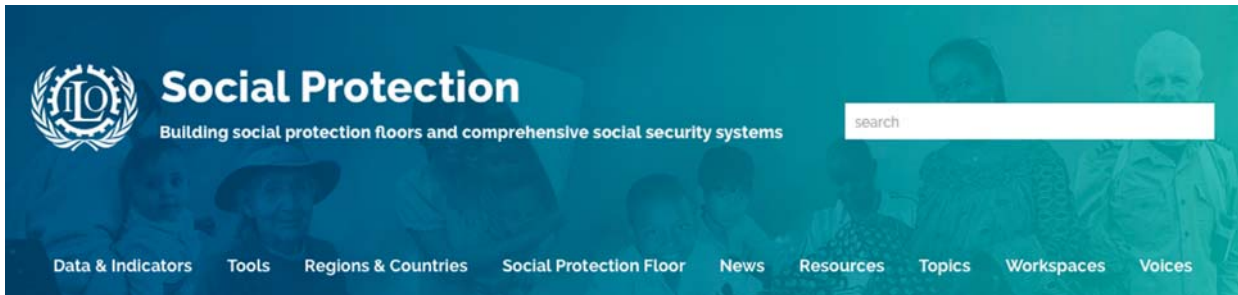 ILO
Social Protection
Building social protection floors and comprehensive social security systems
search
Data & Indicators Tools Regions & Countries Social Protection Floor News Resources Topics Workspaces Voices